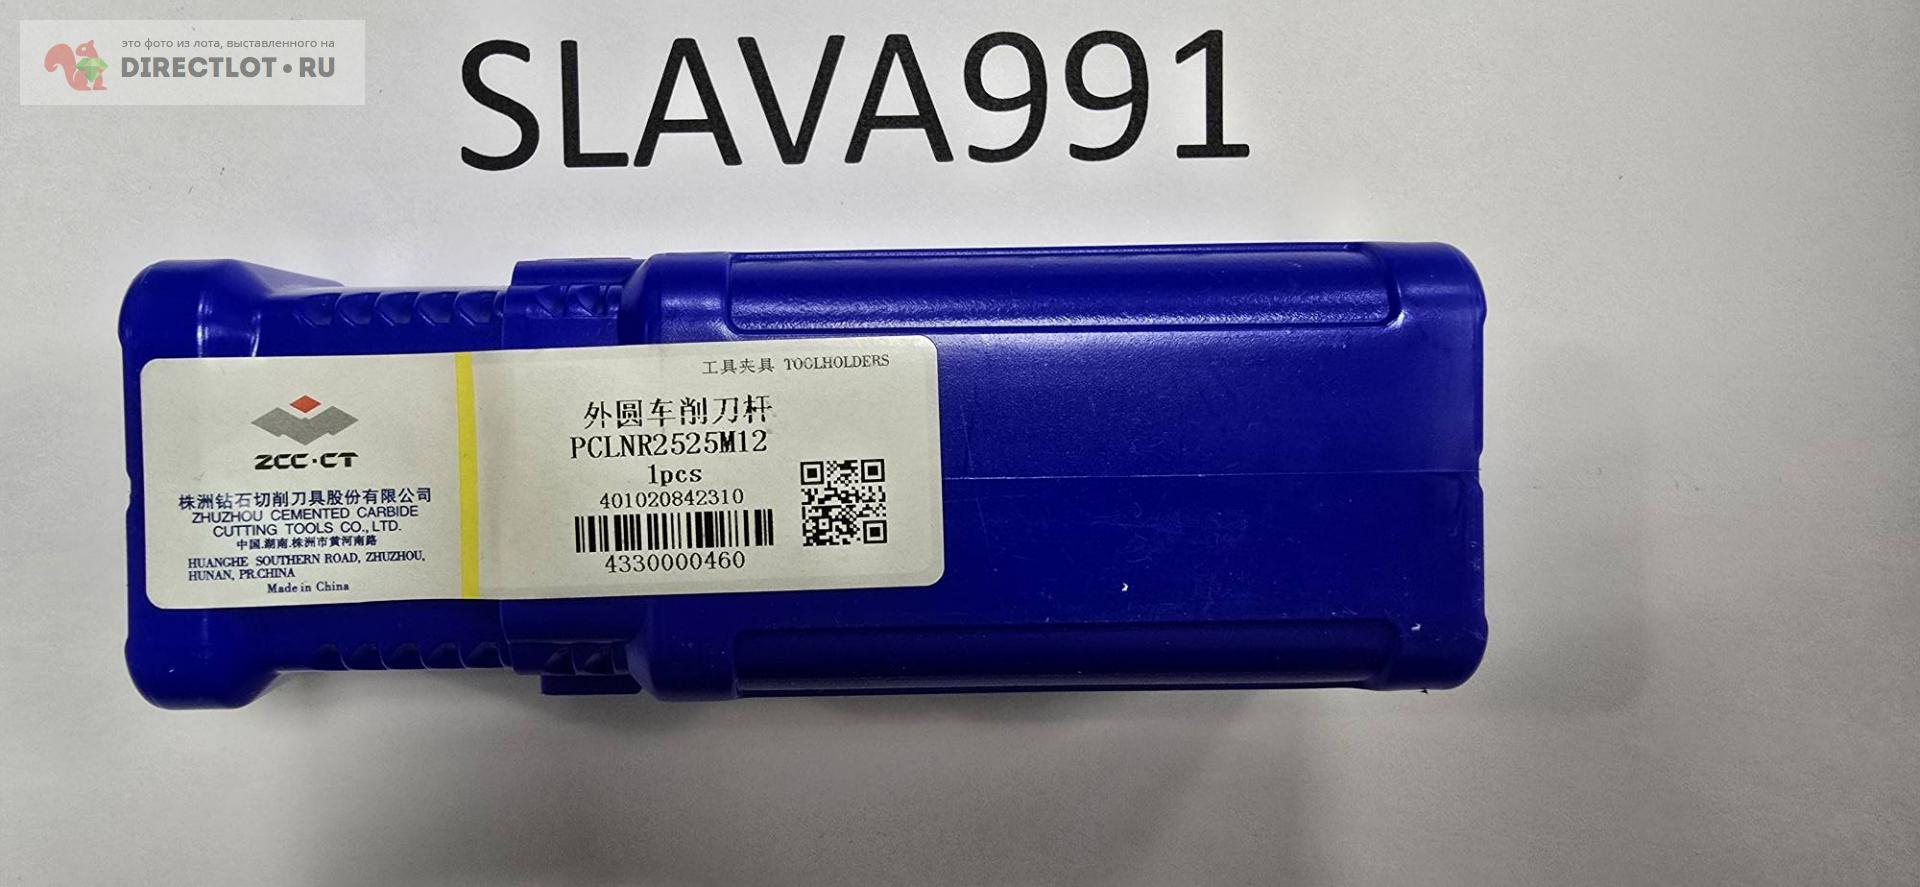 это фото из лота, выставленного на
DIRECTLOT•RU
SLAVA991
工具夹具 TOOLHOLDERS
外圆车削刀杆
PCLNR2525M12
1pcs
401020842310
4330000460
ZCC·CT
株洲钻石切削刀具股份有限公司
ZHUZHOU CEMENTED CARBIDE
CUTTING TOOLS CO., LTD.
中国.湖南.株洲市黄河南路
HUANGHE SOUTHERN ROAD, ZHUZHOU,
HUNAN, PR.CHINA
Made in China